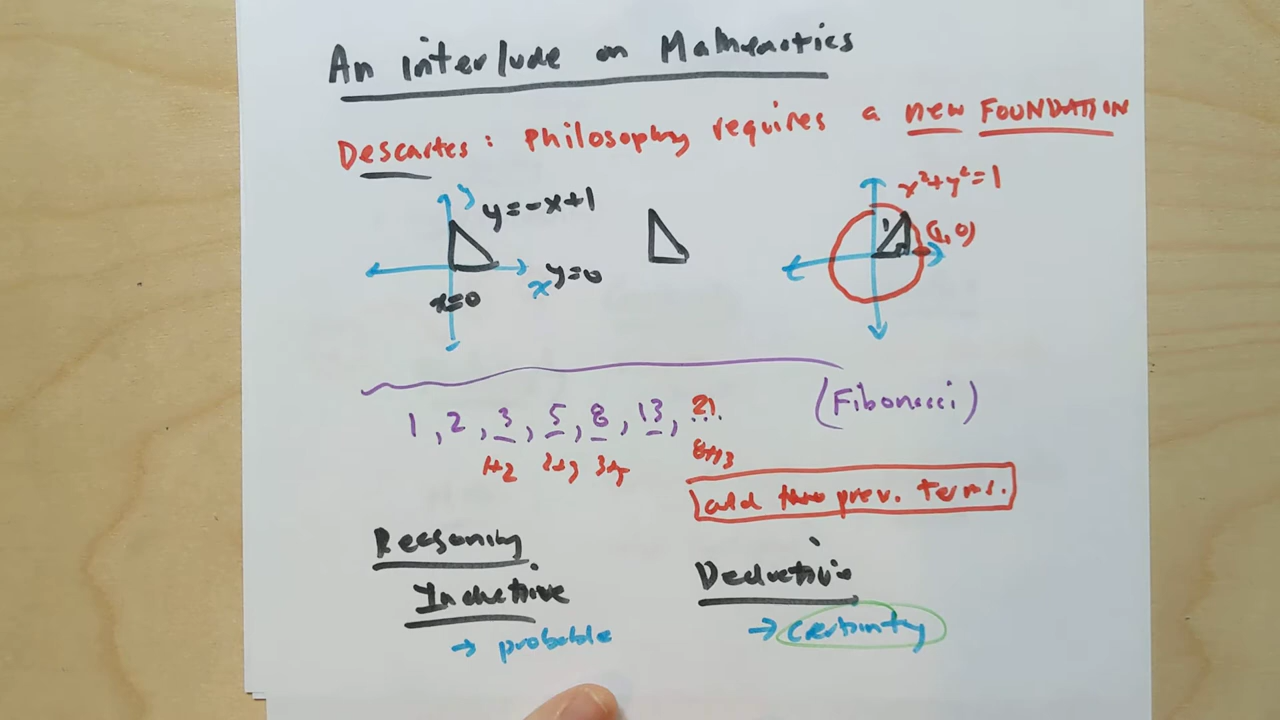 An interlude on Mathematics
Descartes: Philosophy requires a new FOUNDATION
y
y=-x+1
x
y=0
x=0
x²+y²=1
1
(1,0)
1, 2, 3, 5, 8, 13, 21...
(Fibonacci)
1+2 2+3 3+5 8+13
add two prev. terms.
Reasoning
Inductive
→ probable
Deductive
→ certainty